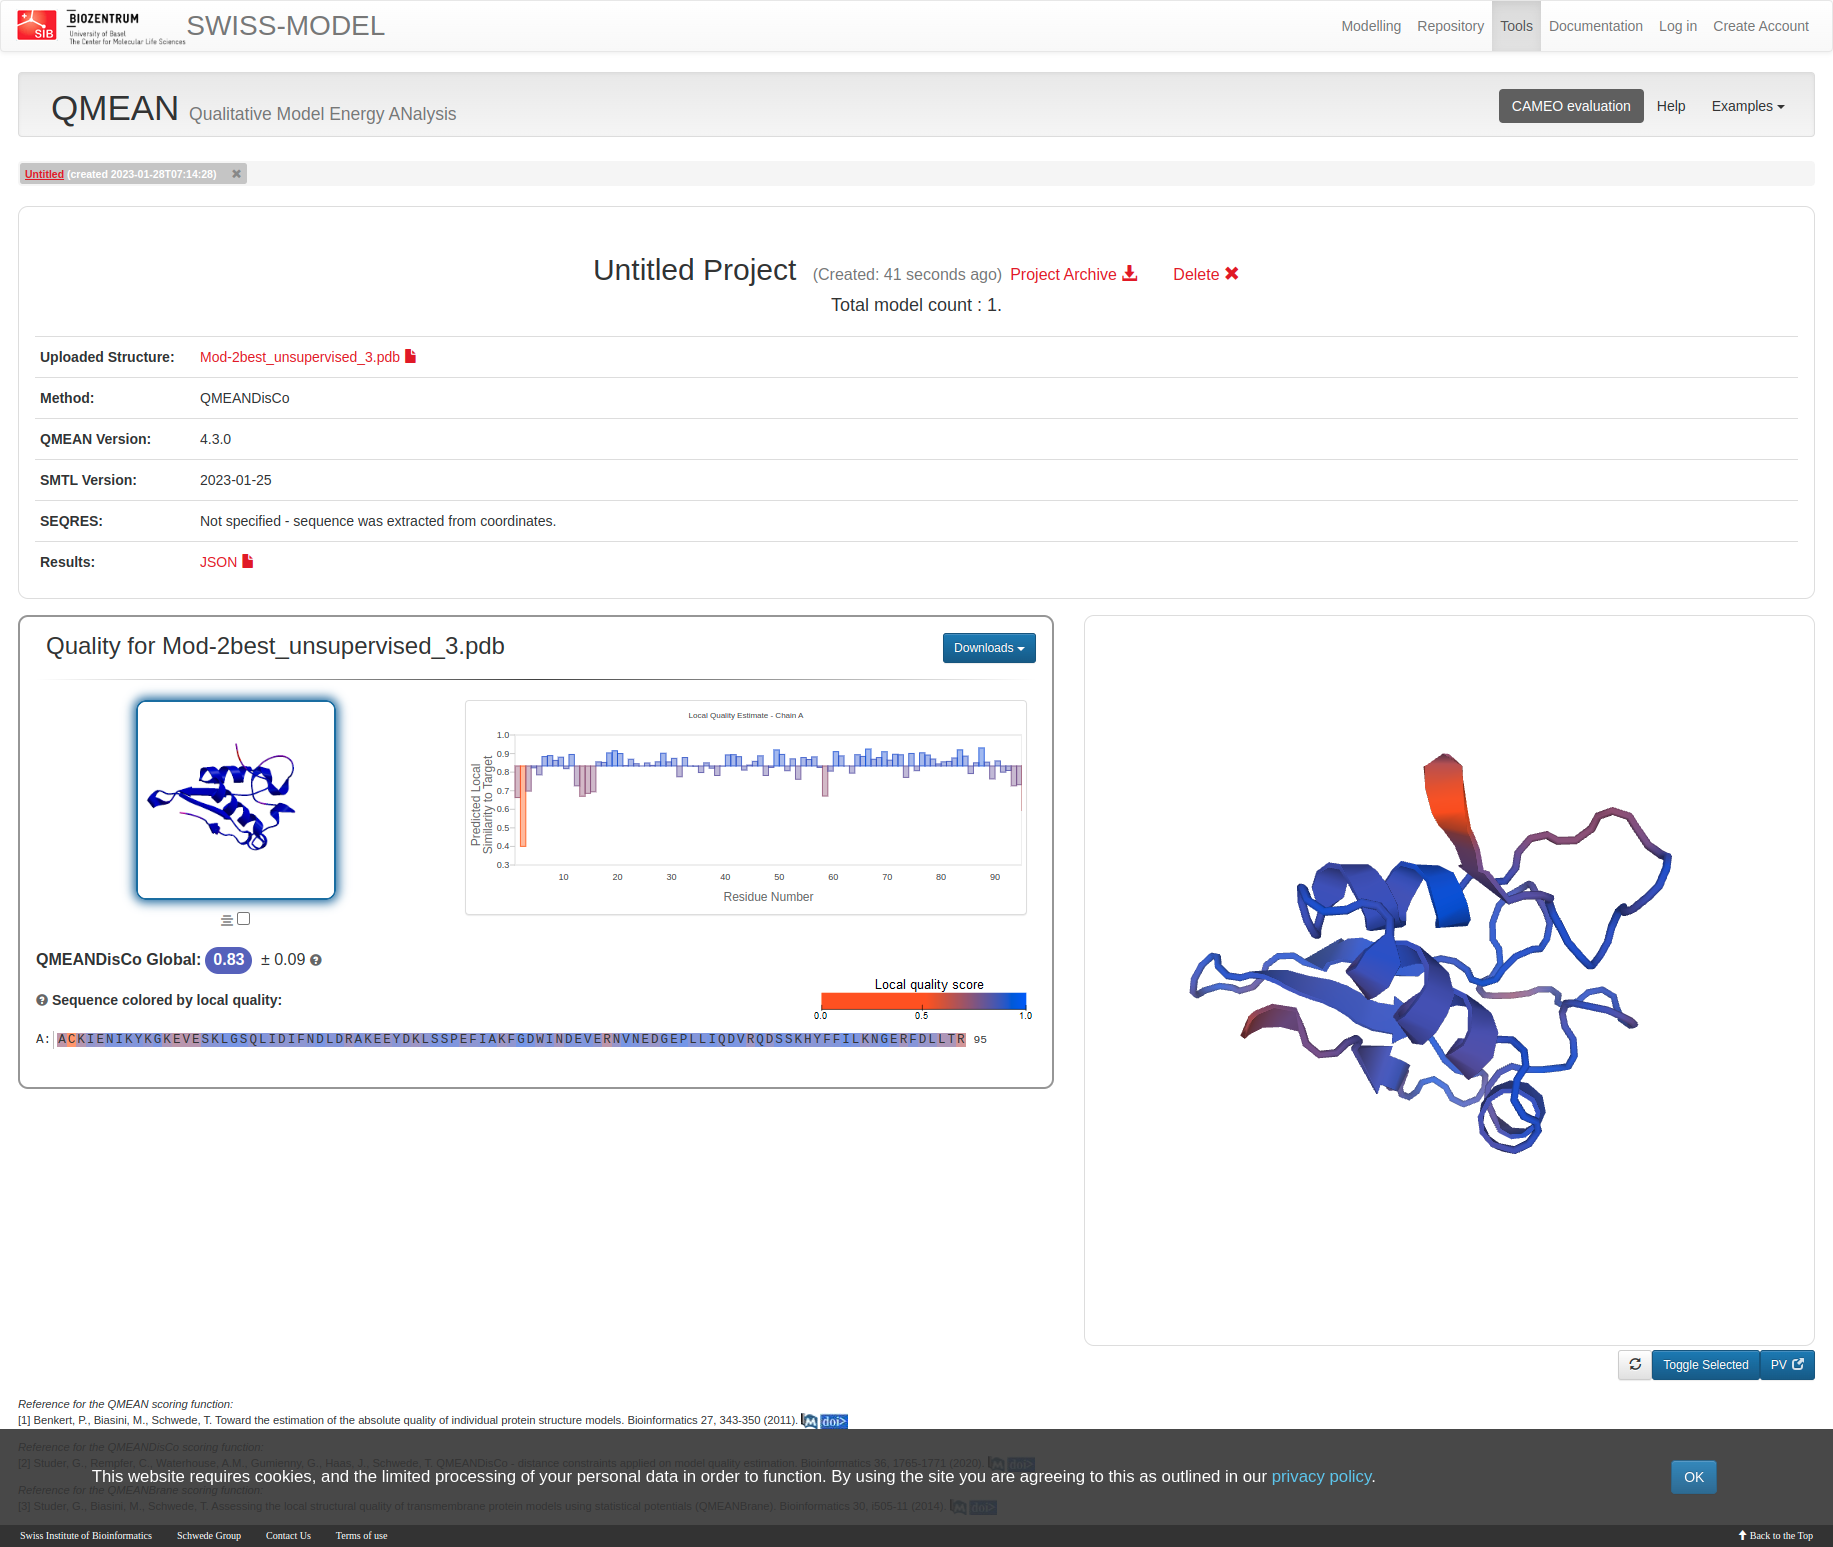 SIB
BIOZENTRUM
University of Basel
The Center for Molecular Life Sciences
SWISS-MODEL
Modelling Repository Tools Documentation Log in Create Account
QMEAN Qualitative Model Energy ANalysis
CAMEO evaluation Help Examples
Untitled (created 2023-01-28T07:14:28) ✖
Untitled Project (Created: 41 seconds ago) Project Archive Delete ✖
Total model count : 1.
Uploaded Structure: Mod-2best_unsupervised_3.pdb
Method: QMEANDisCo
QMEAN Version: 4.3.0
SMTL Version: 2023-01-25
SEQRES: Not specified - sequence was extracted from coordinates.
Results: JSON
Quality for Mod-2best_unsupervised_3.pdb
Downloads
Local Quality Estimate - Chain A
Predicted Local
Similarity to Target
1.0
0.9
0.8
0.7
0.6
0.5
0.4
0.3
10 20 30 40 50 60 70 80 90
Residue Number
QMEANDisCo Global: 0.83 ± 0.09
Sequence colored by local quality:
Local quality score
0.0 0.5 1.0
A: ACKIENIKYKGKEVESKLGSQLIDIFNDLDRAKEEYDKLSSPEFIAKFGDWINDEVERNVNEDGEPLLIQDVRQDSSKHYFFILKNGERFDLLTR 95
Toggle Selected PV
Reference for the QMEAN scoring function:
[1] Benkert, P., Biasini, M., Schwede, T. Toward the estimation of the absolute quality of individual protein structure models. Bioinformatics 27, 343-350 (2011). M doi>
Reference for the QMEANDisCo scoring function:
[2] Studer, G., Rempfer, C., Waterhouse, A.M., Gumienny, G., Haas, J., Schwede, T. QMEANDisCo - distance constraints applied on model quality estimation. Bioinformatics 36, 1765-1771 (2020). M doi>
This website requires cookies, and the limited processing of your personal data in order to function. By using the site you are agreeing to this as outlined in our privacy policy. OK
Reference for the QMEANBrane scoring function:
[3] Studer, G., Biasini, M., Schwede, T. Assessing the local structural quality of transmembrane protein models using statistical potentials (QMEANBrane). Bioinformatics 30, i505-11 (2014). M doi>
Swiss Institute of Bioinformatics Schwede Group Contact Us Terms of use Back to the Top